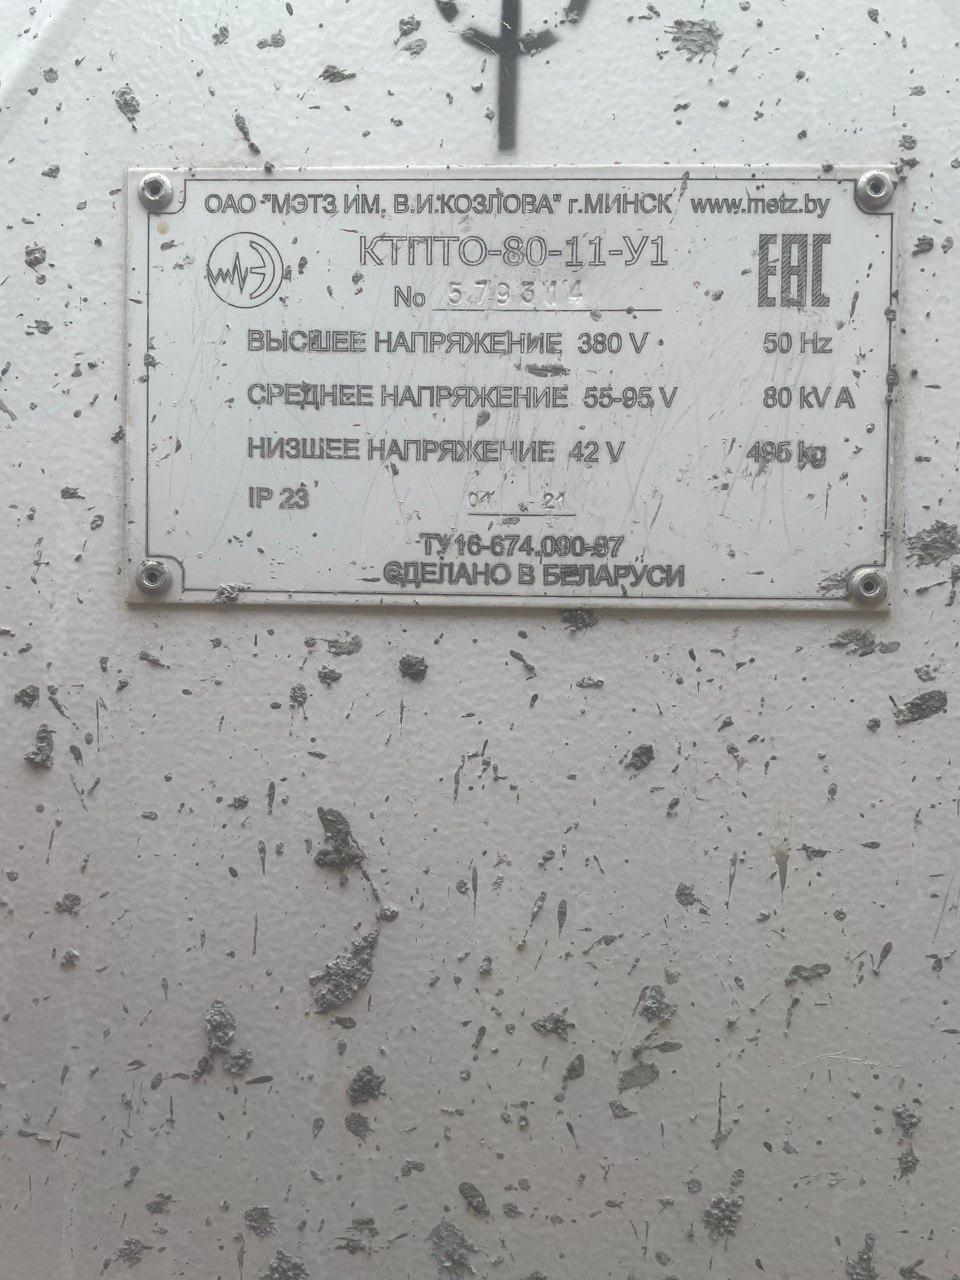 ОАО "МЭТЗ ИМ. В.И.КОЗЛОВА" г.МИНСК www.metz.by
КТПТО-80-11-У1
EAC
No 579314
ВЫСШЕЕ НАПРЯЖЕНИЕ 380 V 50 Hz
СРЕДНЕЕ НАПРЯЖЕНИЕ 55-95 V 80 kV A
НИЗШЕЕ НАПРЯЖЕНИЕ 42 V 495 kg
IP 23 04 21
ТУ16-674.090-87
СДЕЛАНО В БЕЛАРУСИ